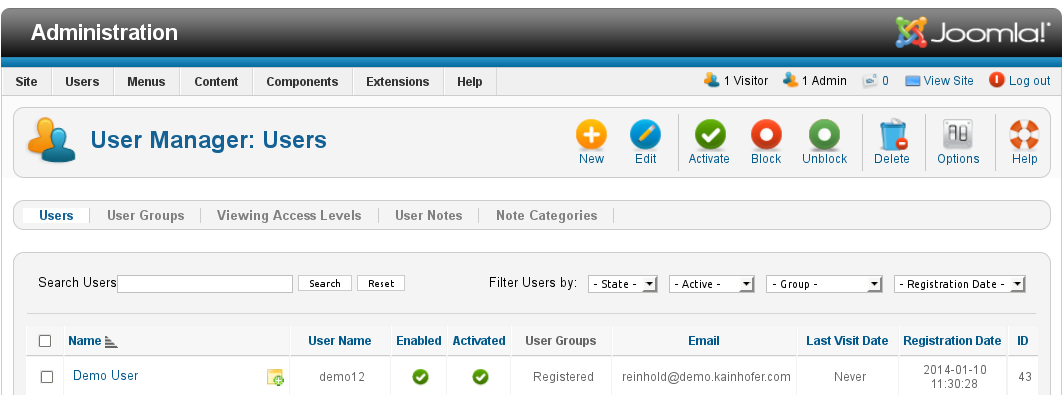 Administration Joomla!
Site Users Menus Content Components Extensions Help 1 Visitor 1 Admin 0 View Site Log out
User Manager: Users New Edit Activate Block Unblock Delete Options Help
Users User Groups Viewing Access Levels User Notes Note Categories
Search Users Search Reset Filter Users by: - State - - Active - - Group - - Registration Date -
Name User Name Enabled Activated User Groups Email Last Visit Date Registration Date ID
Demo User demo12 Registered reinhold@demo.kainhofer.com Never 2014-01-10 43
11:30:28